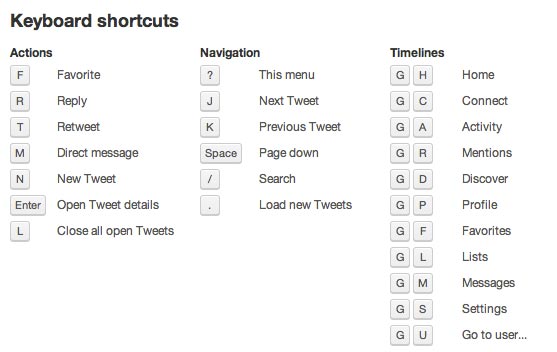 Keyboard shortcuts
Actions
F Favorite
R Reply
T Retweet
M Direct message
N New Tweet
Enter Open Tweet details
L Close all open Tweets
Navigation
? This menu
J Next Tweet
K Previous Tweet
Space Page down
/ Search
. Load new Tweets
Timelines
G H Home
G C Connect
G A Activity
G R Mentions
G D Discover
G P Profile
G F Favorites
G L Lists
G M Messages
G S Settings
G U Go to user...